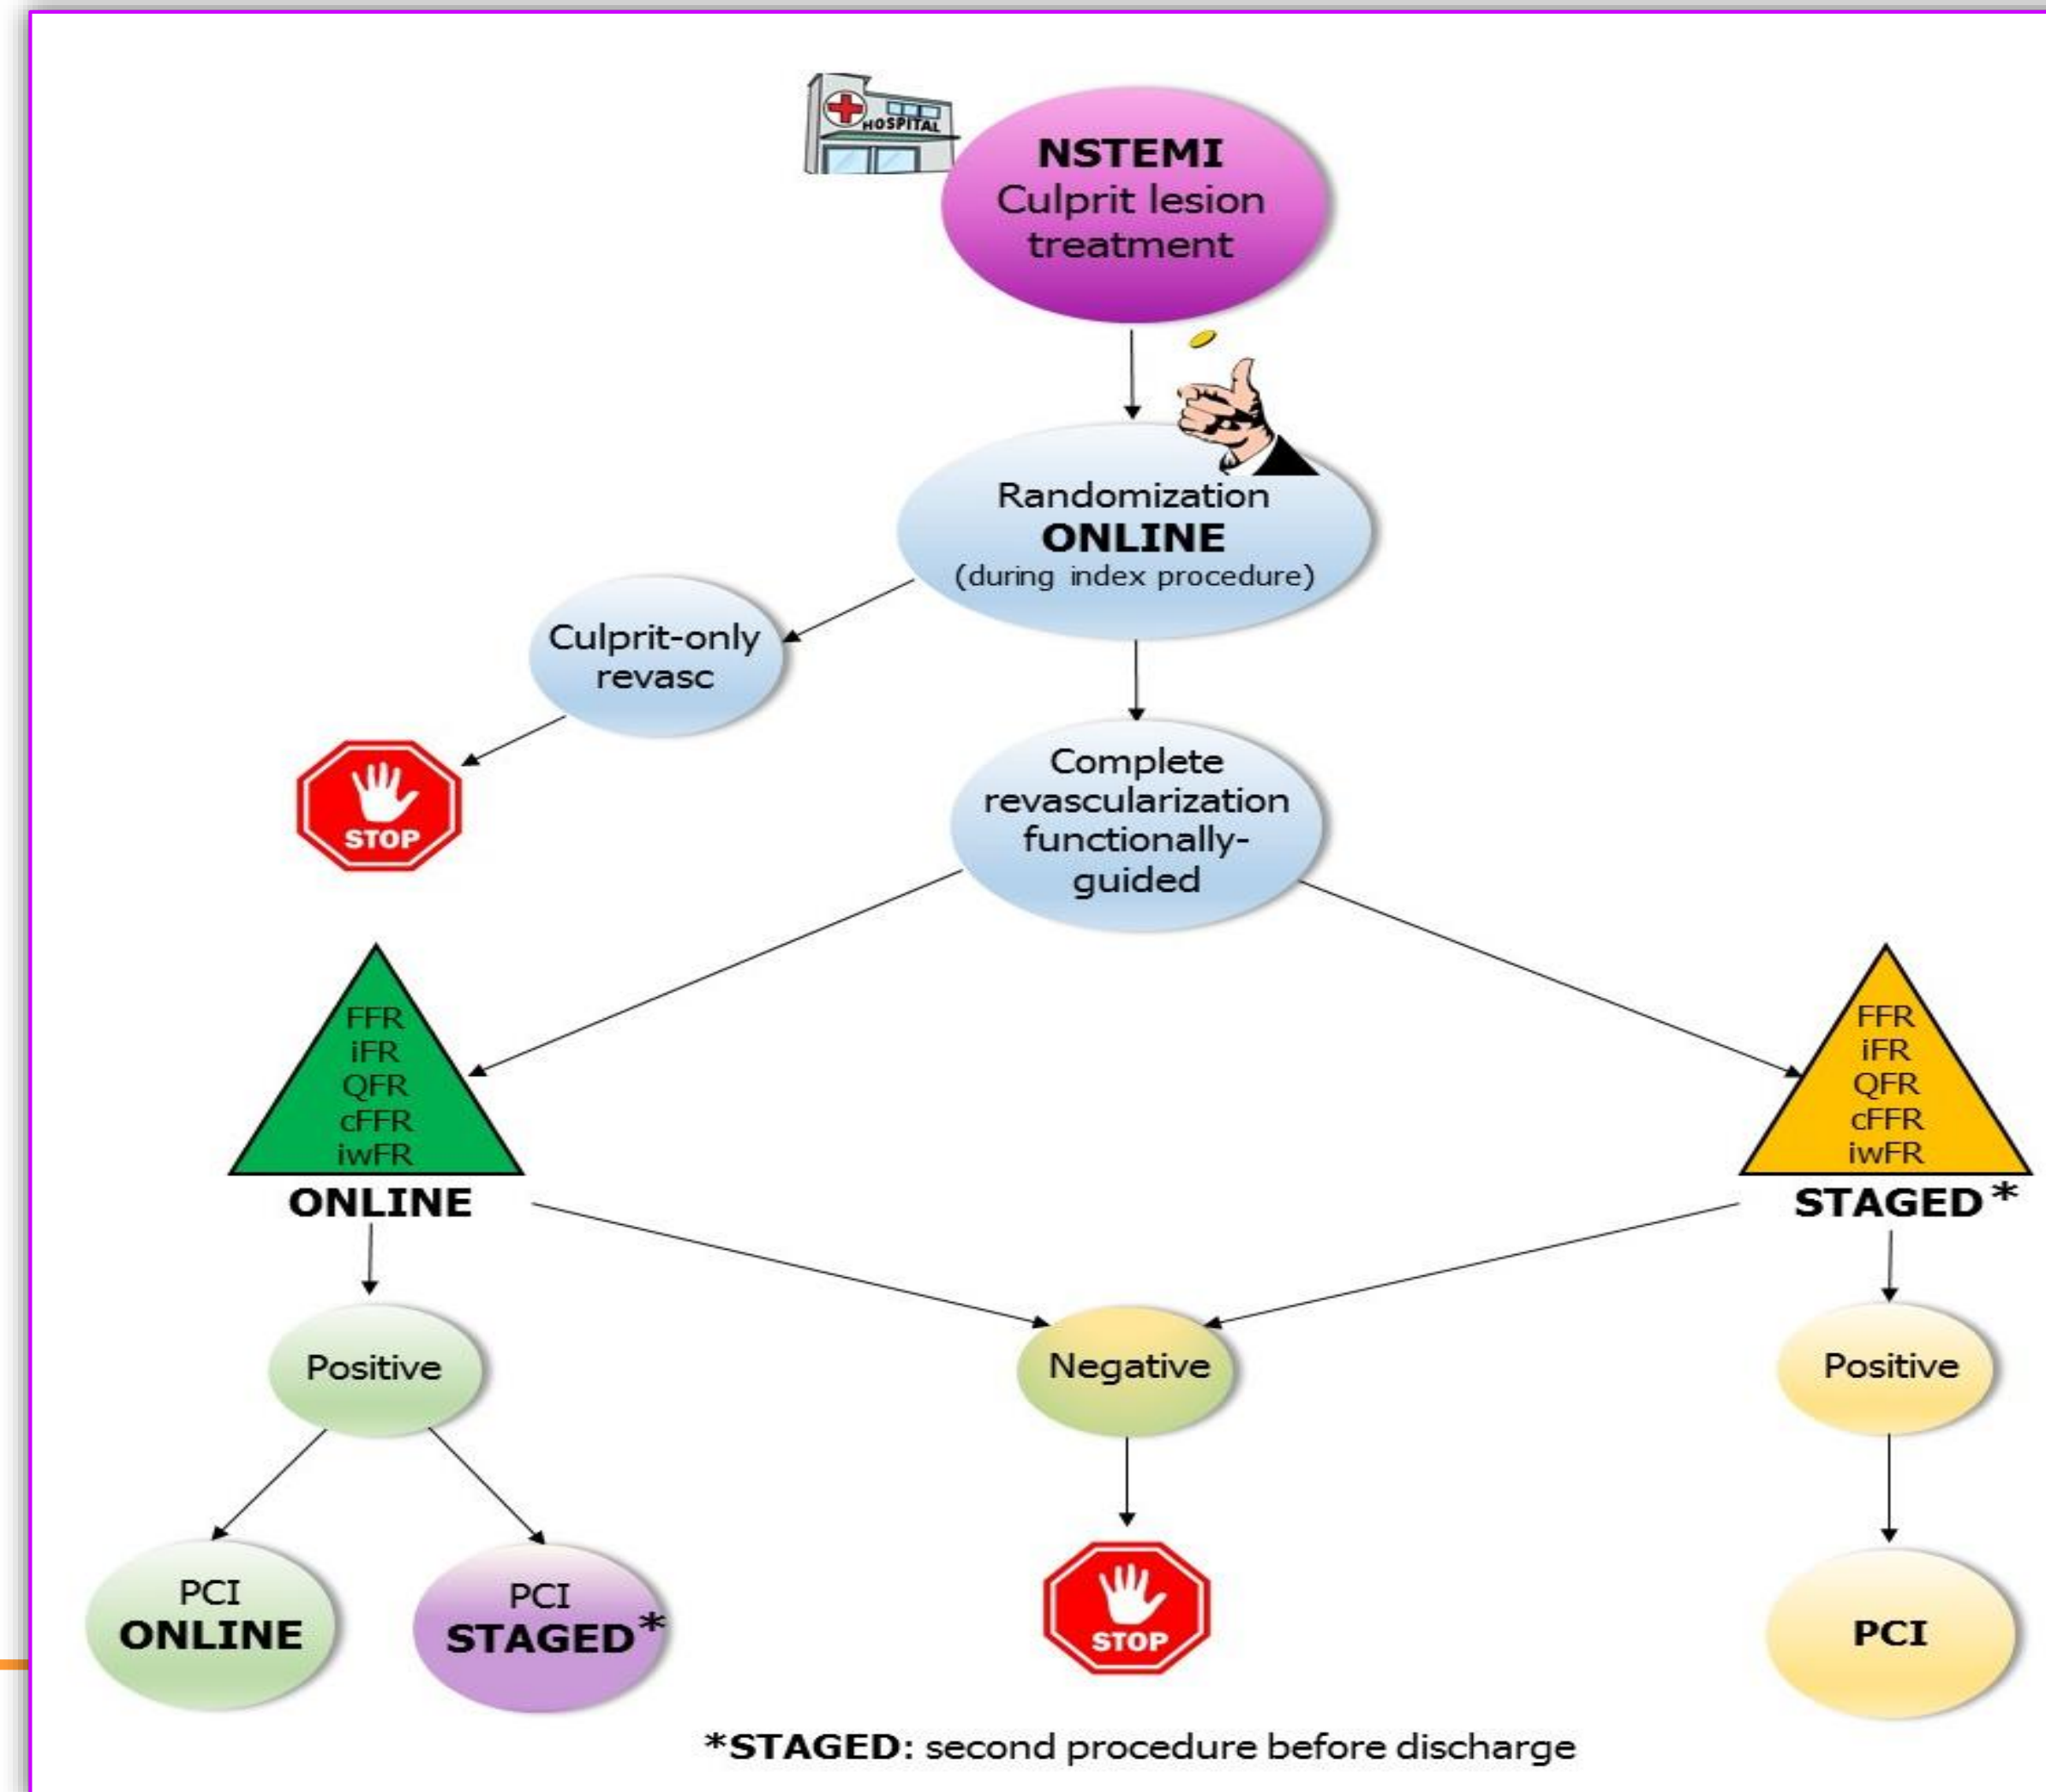 HOSPITAL
NSTEMI
Culprit lesion
treatment
Randomization
ONLINE
(during index procedure)
Culprit-only
revasc
STOP
Complete
revascularization
functionally-
guided
FFR
iFR
QFR
cFFR
iwFR
ONLINE
FFR
iFR
QFR
cFFR
iwFR
STAGED*
Positive
Negative
Positive
PCI
ONLINE
PCI
STAGED*
STOP
PCI
*STAGED: second procedure before discharge